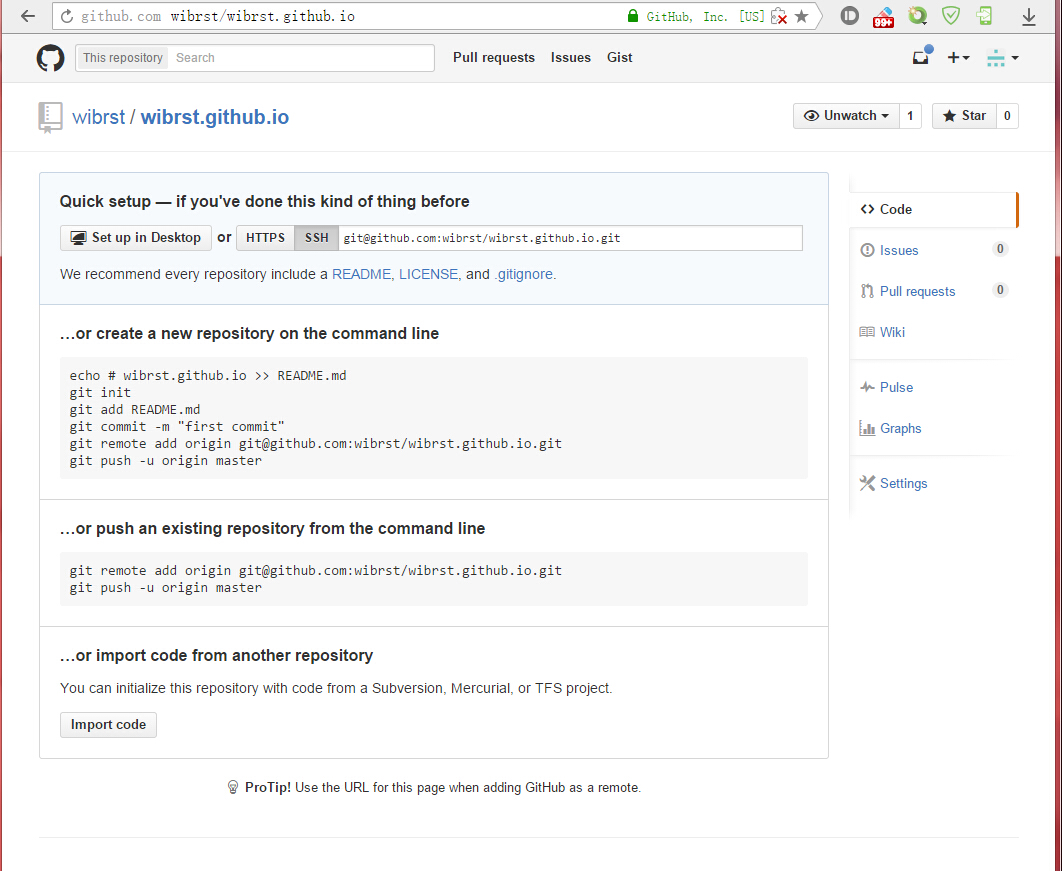 github.com wibrst/wibrst.github.io GitHub, Inc. [US] 99+
This repository Search Pull requests Issues Gist
wibrst / wibrst.github.io Unwatch 1 Star 0
Quick setup — if you've done this kind of thing before
Set up in Desktop or HTTPS SSH git@github.com:wibrst/wibrst.github.io.git
We recommend every repository include a README, LICENSE, and .gitignore.
…or create a new repository on the command line
echo # wibrst.github.io >> README.md
git init
git add README.md
git commit -m "first commit"
git remote add origin git@github.com:wibrst/wibrst.github.io.git
git push -u origin master
…or push an existing repository from the command line
git remote add origin git@github.com:wibrst/wibrst.github.io.git
git push -u origin master
…or import code from another repository
You can initialize this repository with code from a Subversion, Mercurial, or TFS project.
Import code
ProTip! Use the URL for this page when adding GitHub as a remote.
Code
Issues 0
Pull requests 0
Wiki
Pulse
Graphs
Settings